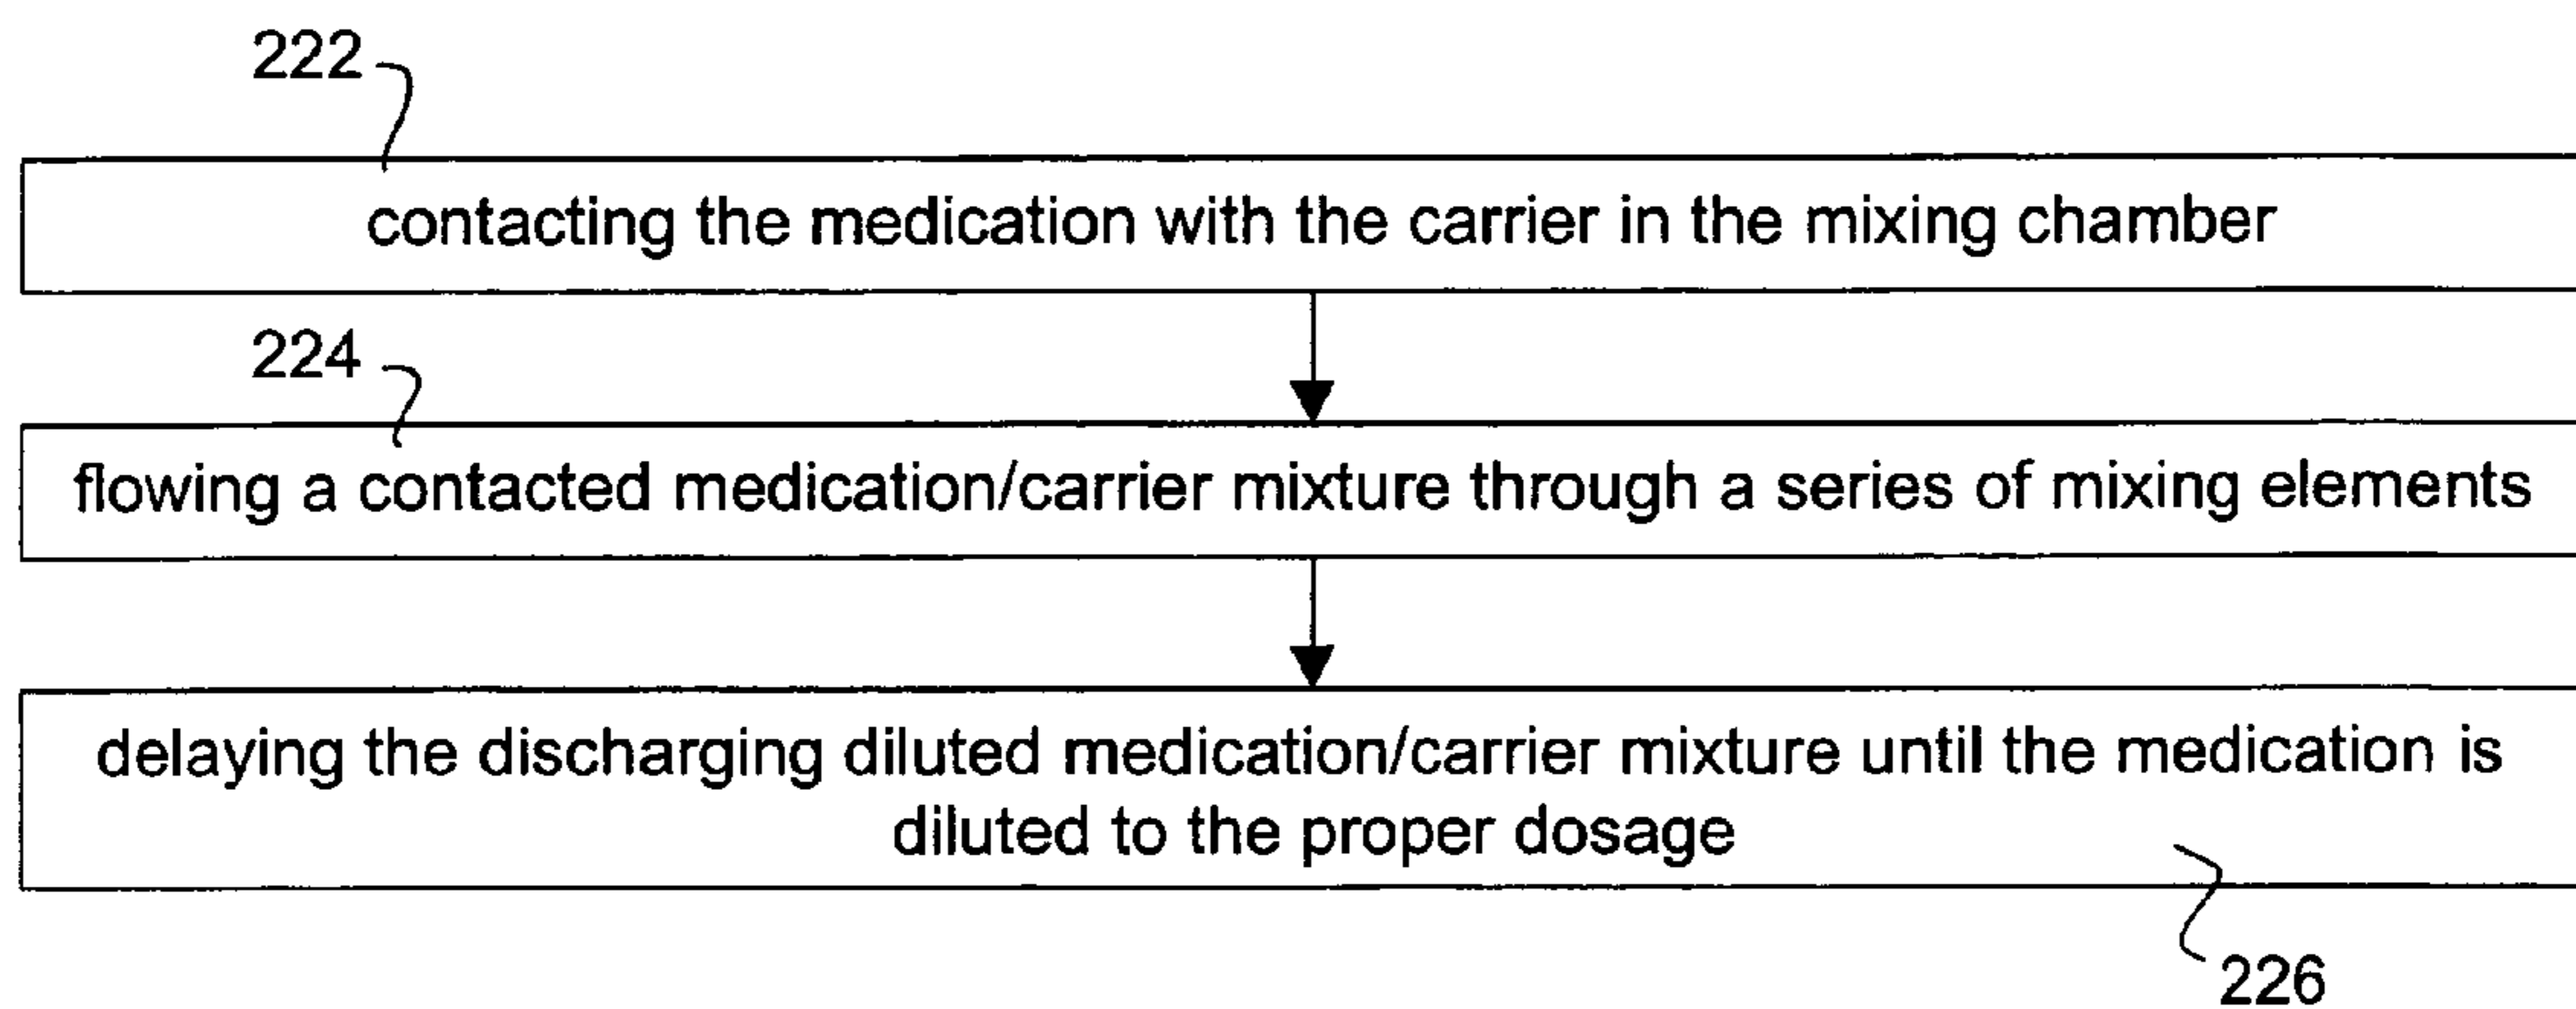 222
contacting the medication with the carrier in the mixing chamber
224
flowing a contacted medication/carrier mixture through a series of mixing elements
delaying the discharging diluted medication/carrier mixture until the medication is
diluted to the proper dosage
226